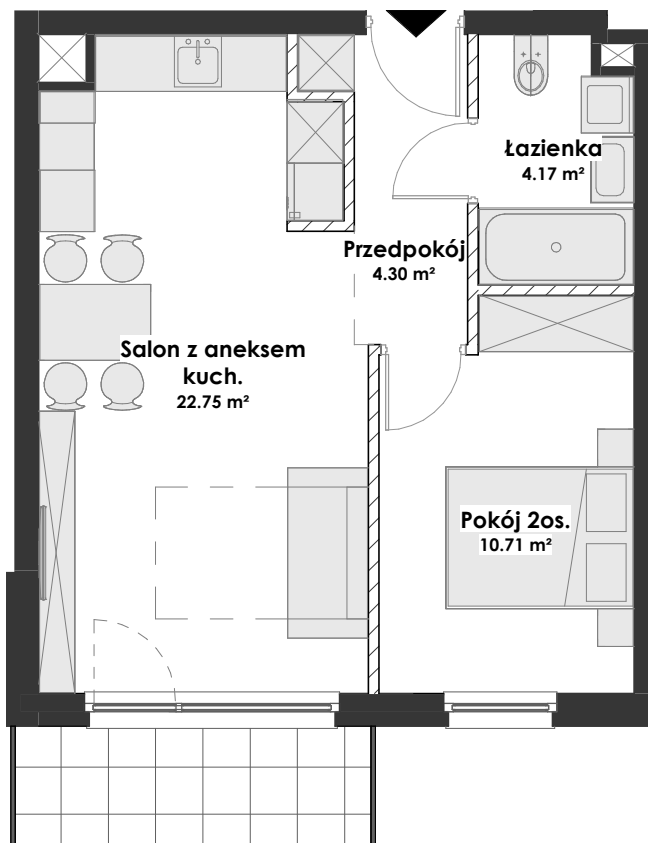 Łazienka
4.17 m²
Przedpokój
4.30 m²
Salon z aneksem
kuch.
22.75 m²
Pokój 2os.
10.71 m²